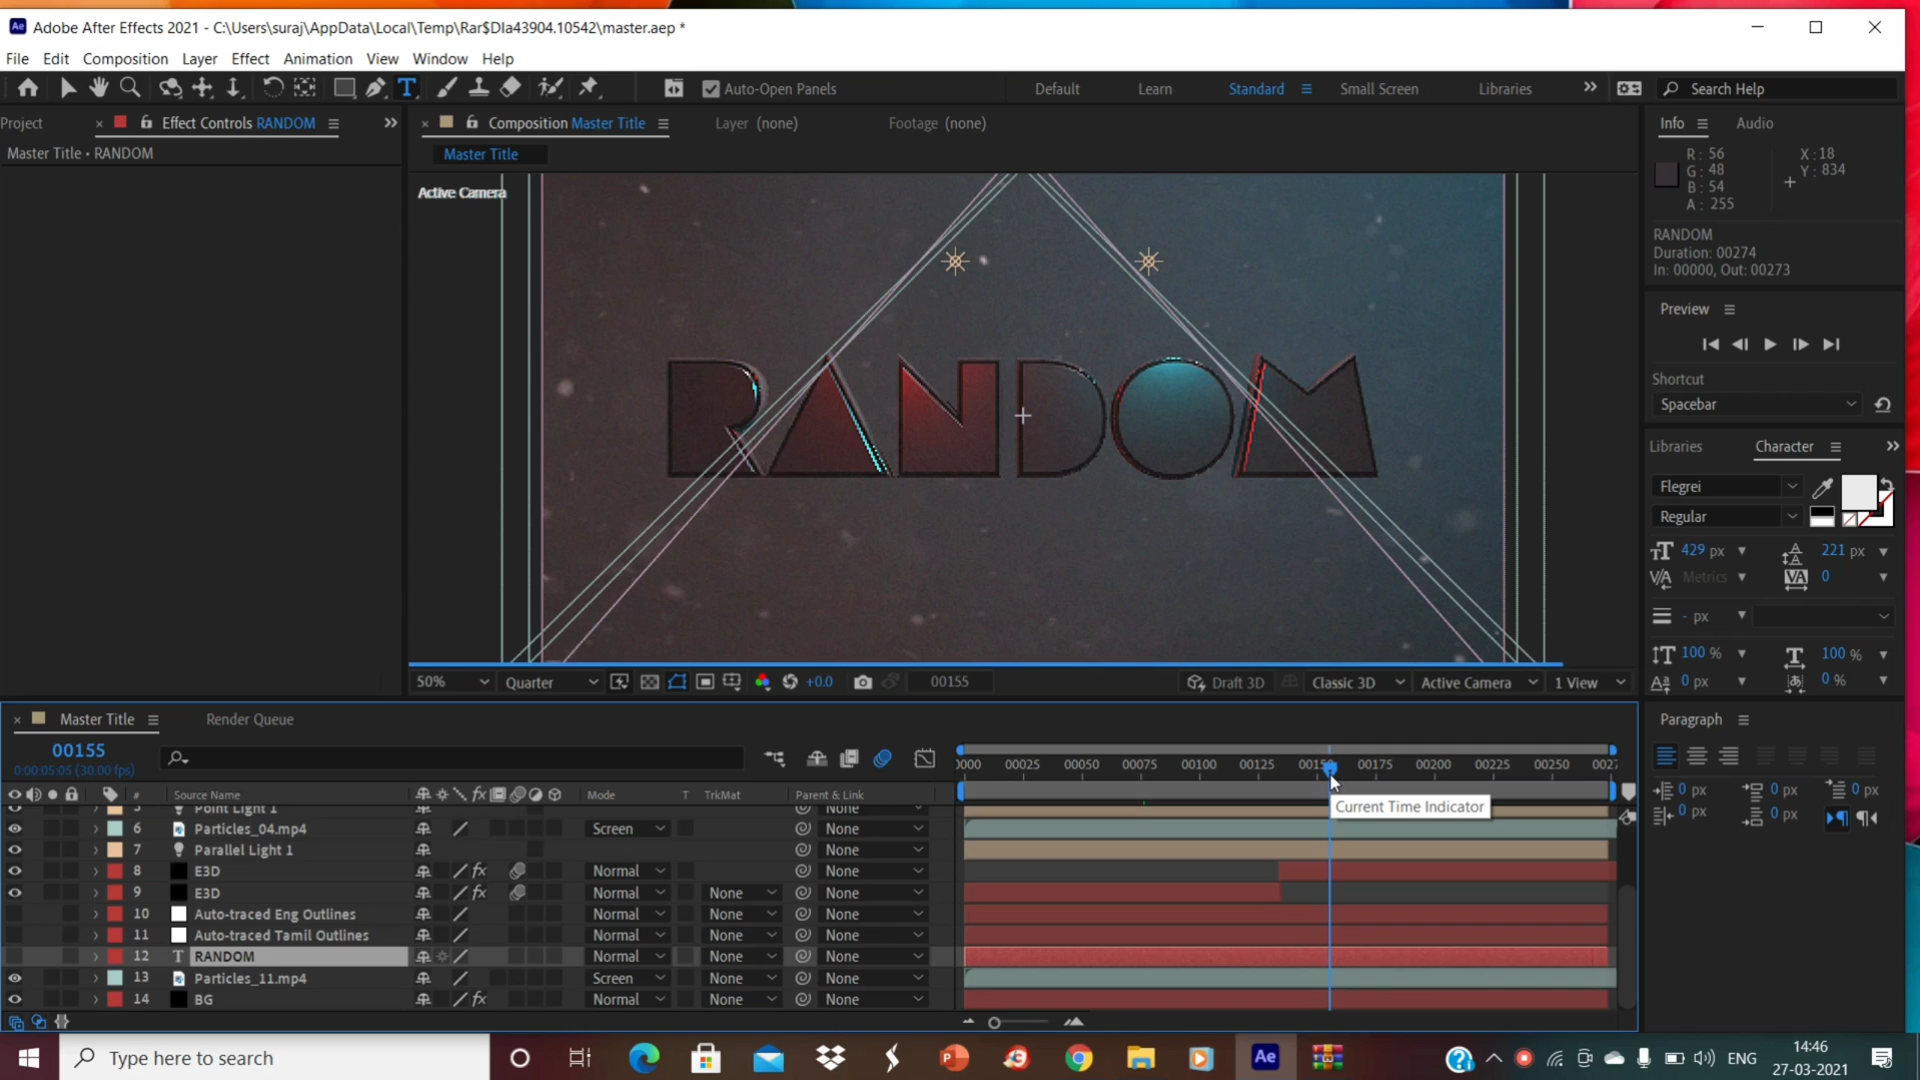 Adobe After Effects 2021 - C:\Users\suraj\AppData\Local\Temp\Rar$DIa43904.10542\master.aep *
File Edit Composition Layer Effect Animation View Window Help
Auto-Open Panels Default Learn Standard Small Screen Libraries Search Help
Project Effect Controls RANDOM Composition Master Title Layer (none) Footage (none) Info Audio
Master Title • RANDOM Master Title
R: 56 X: 18
G: 48 Y: 834
B: 54
A: 255
Active Camera
RANDOM
Duration: 00274
In: 00000, Out: 00273
Preview
RANDOM
Shortcut
Spacebar
Libraries Character
Flegrei
Regular
429 px 221 px
Metrics 0
- px
100 % 100 %
0 px 0 %
50% Quarter +0.0 00155 Draft 3D Classic 3D Active Camera 1 View
Master Title Render Queue Paragraph
00155
0:00:05:05 (30.00 fps)
00025 00050 00075 00100 00125 00175 00200 00225 00250
# Source Name Mode T TrkMat Parent & Link
Current Time Indicator
Point Light 1 None
6 Particles_04.mp4 Screen None
7 Parallel Light 1 None
8 E3D Normal None
9 E3D Normal None None
10 Auto-traced Eng Outlines Normal None None
11 Auto-traced Tamil Outlines Normal None None
12 T RANDOM Normal None None
13 Particles_11.mp4 Screen None None
14 BG Normal None None
0 px 0 px 0 px
0 px 0 px
Type here to search
Ae
ENG
14:46
27-03-2021